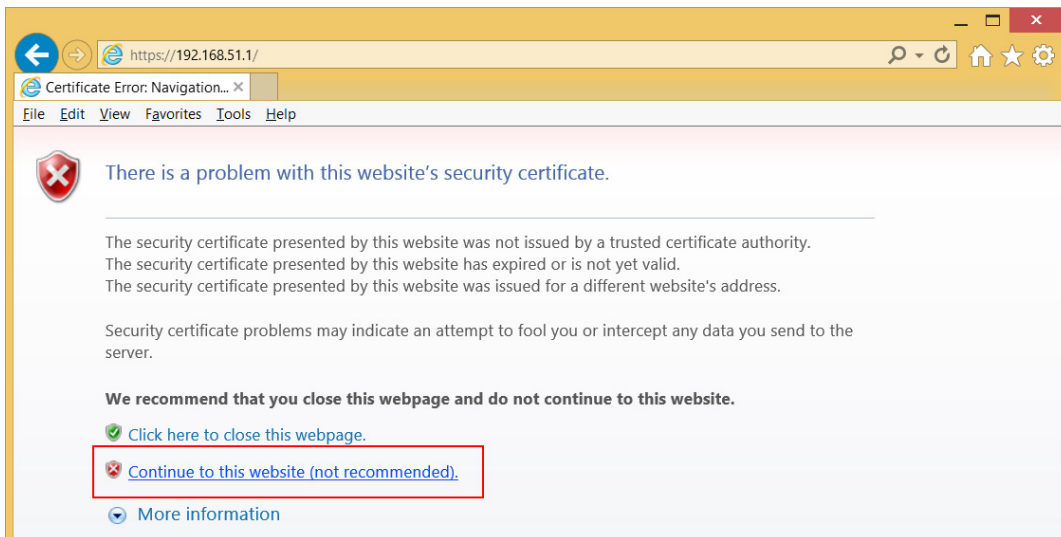 https://192.168.51.1/
Certificate Error: Navigation...
File Edit View Favorites Tools Help
There is a problem with this website’s security certificate.
The security certificate presented by this website was not issued by a trusted certificate authority.
The security certificate presented by this website has expired or is not yet valid.
The security certificate presented by this website was issued for a different website's address.
Security certificate problems may indicate an attempt to fool you or intercept any data you send to the
server.
We recommend that you close this webpage and do not continue to this website.
Click here to close this webpage.
Continue to this website (not recommended).
More information